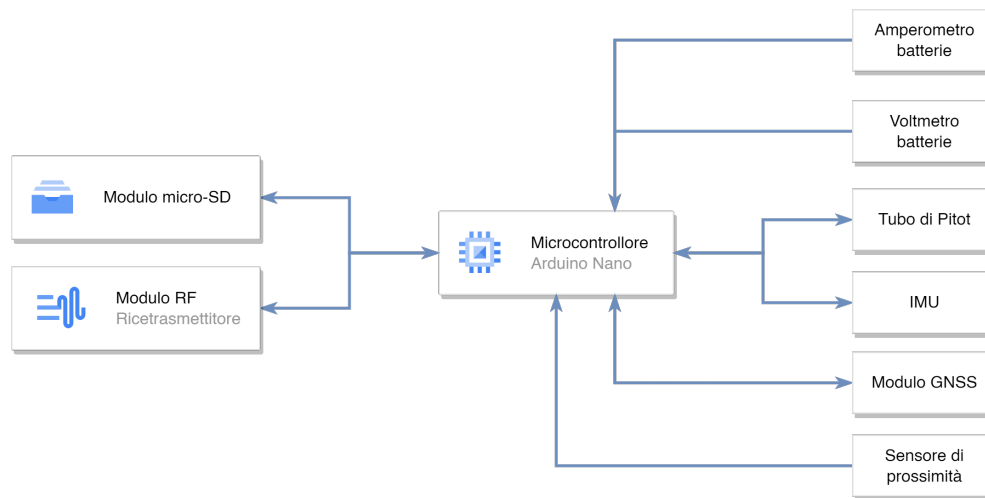 Amperometro
batterie
Voltmetro
batterie
Modulo micro-SD
Modulo RF
Ricetrasmettitore
Microcontrollore
Arduino Nano
Tubo di Pitot
IMU
Modulo GNSS
Sensore di
prossimità